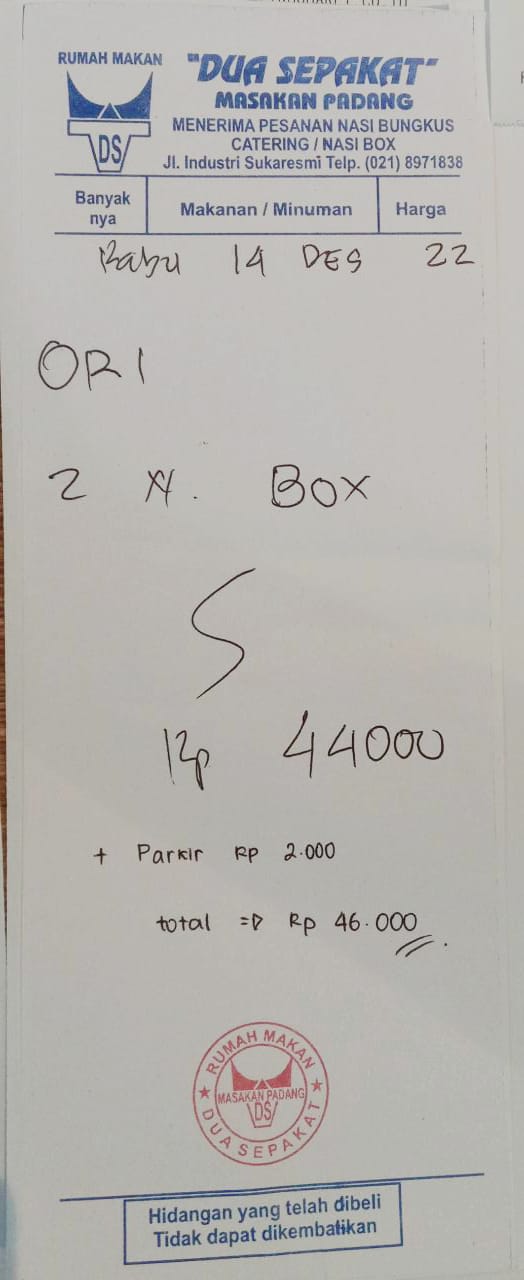 RUMAH MAKAN "DUA SEPAKAT"
MASAKAN PADANG
MENERIMA PESANAN NASI BUNGKUS
CATERING / NASI BOX
DS
Jl. Industri Sukaresmi Telp. (021) 8971838
Banyak nya Makanan / Minuman Harga
Rabu 14 DES 22
ORI
2 N. BOX
S
Rp 44000
+ Parkir Rp 2.000
total => Rp 46.000
RUMAH MAKAN
MASAKAN PADANG
DS
DUA SEPAKAT
Hidangan yang telah dibeli
Tidak dapat dikembalikan